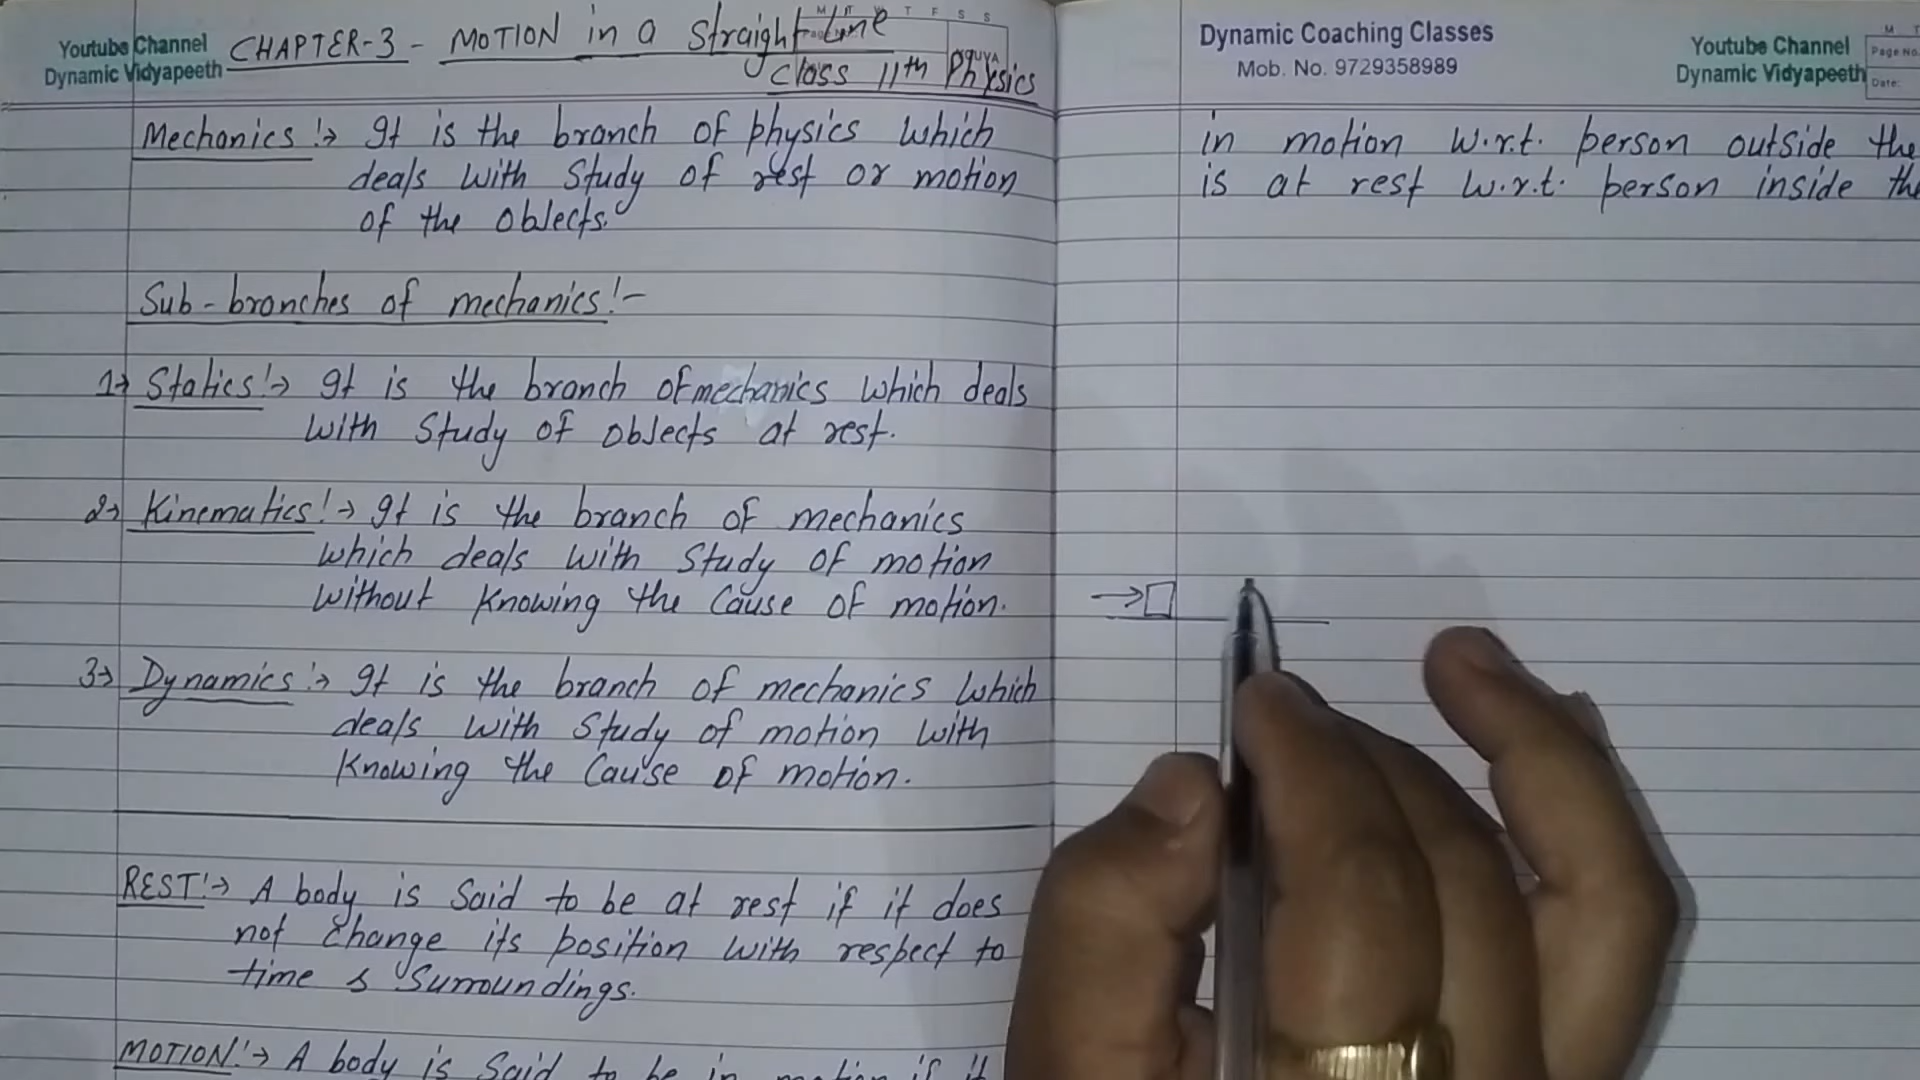 Youtube Channel
Dynamic Vidyapeeth
CHAPTER-3 - MOTION in a Straight Line
Class 11th Physics
M T W T F S S
Mechanics :→ It is the branch of physics which
deals with Study of rest or motion
of the Objects.
Sub-branches of mechanics :-
1→ Statics :→ It is the branch of mechanics which deals
with Study of objects at rest.
2→ Kinematics :→ It is the branch of mechanics
which deals with Study of motion
without Knowing the Cause of motion.
3→ Dynamics :→ It is the branch of mechanics which
deals with Study of motion with
Knowing the Cause of motion.
REST :→ A body is Said to be at rest if it does
not change its position with respect to
time & Surroundings.
MOTION :→ A body is Said to be in motion if it
Dynamic Coaching Classes
Mob. No. 9729358989
Youtube Channel
Dynamic Vidyapeeth
M T
Page No.
Date:
in motion w.r.t. person outside the
is at rest w.r.t. person inside the